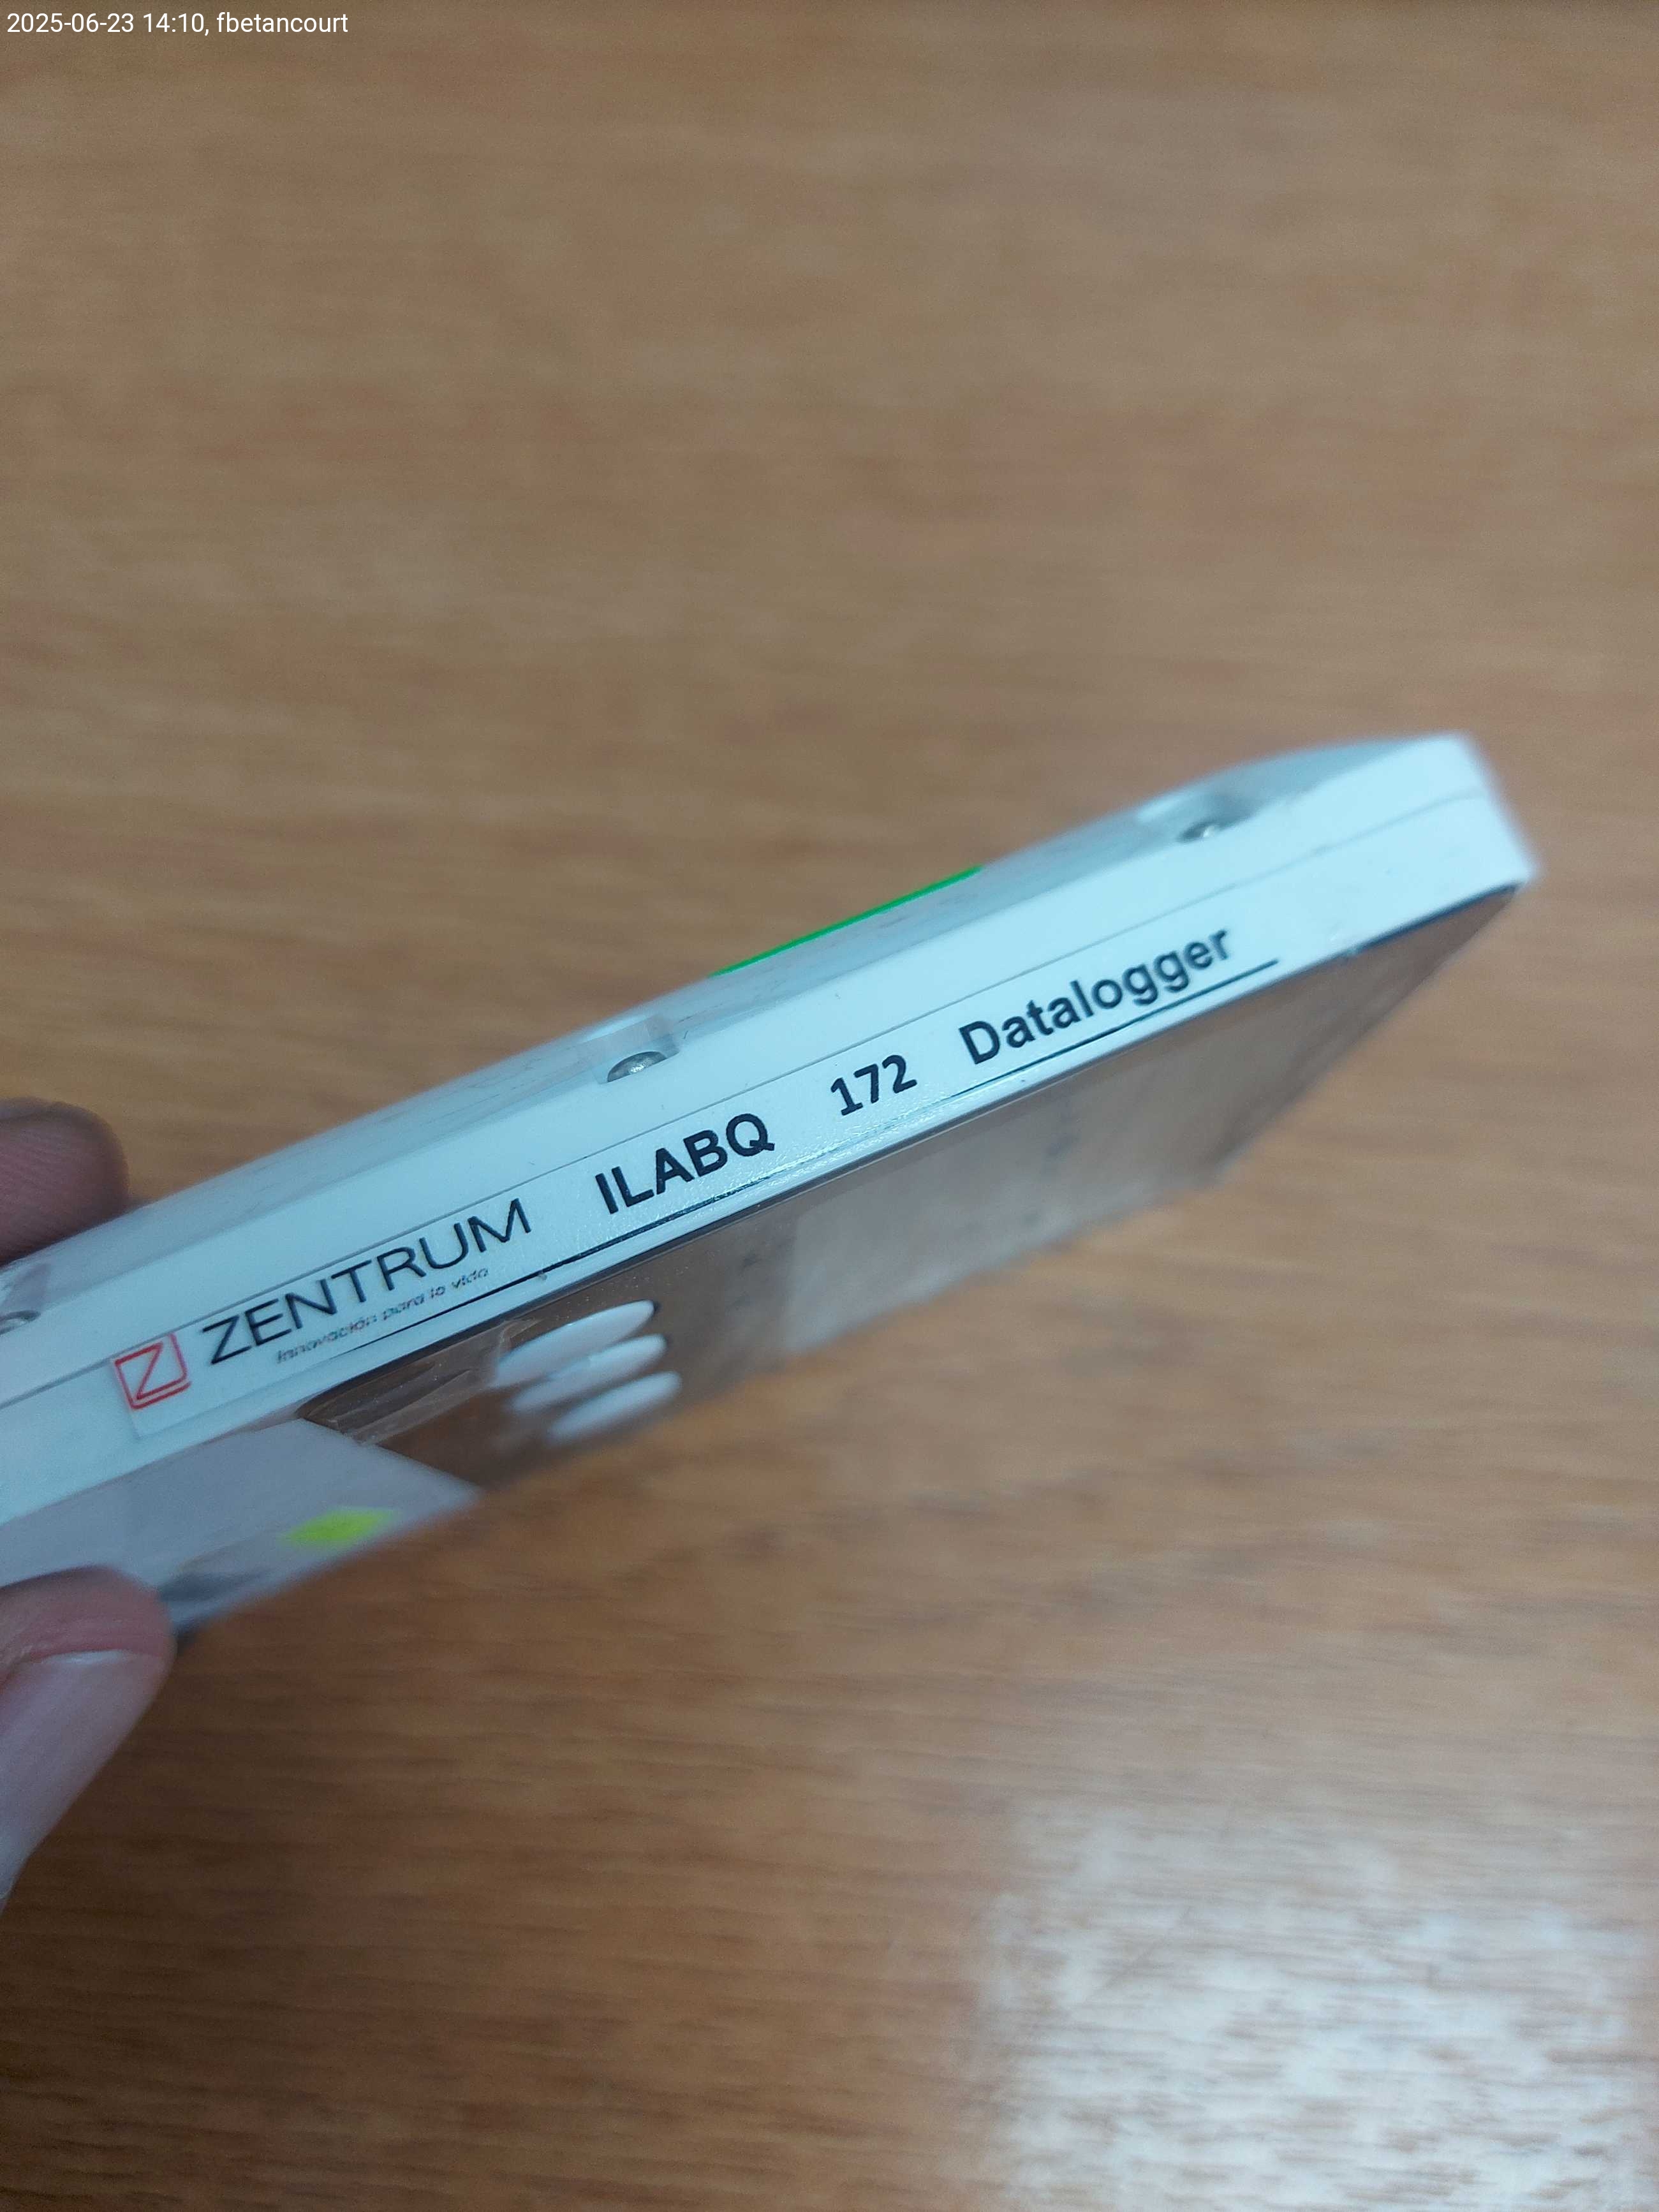 2025-06-23 14:10, fbetancourt
Z ZENTRUM ILABQ 172 Datalogger
Innovación para la vida